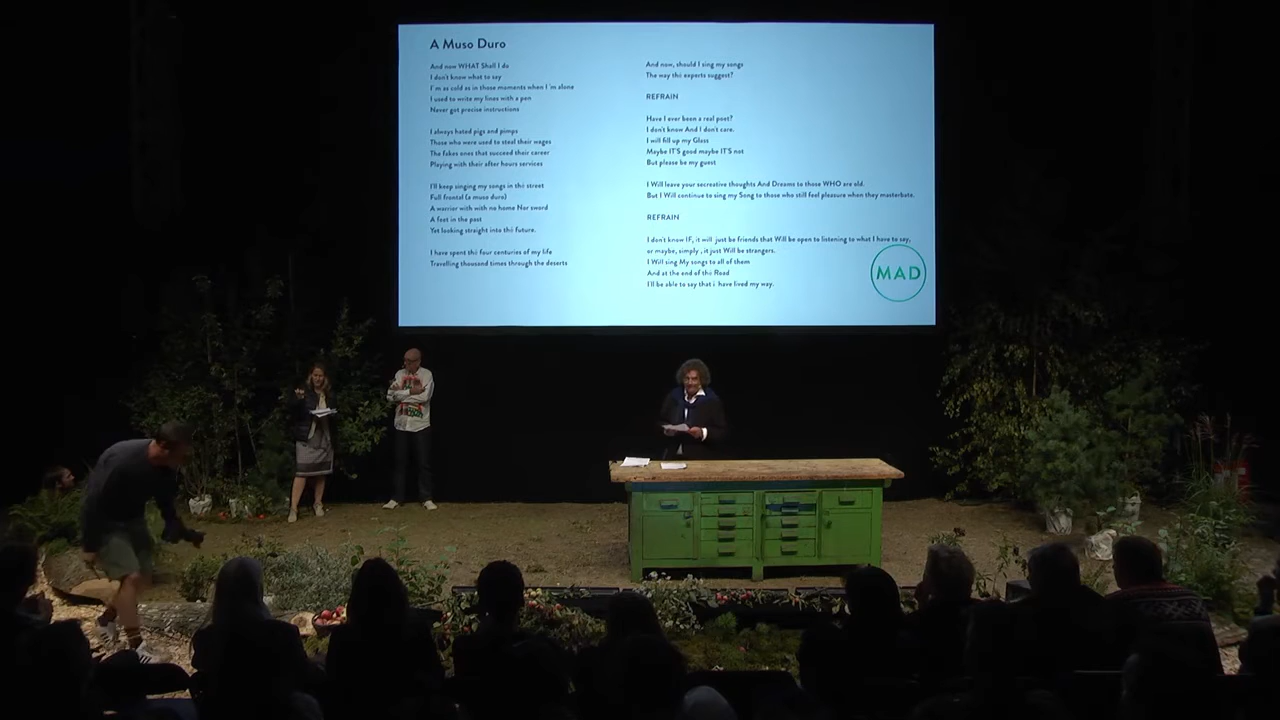 A Muso Duro
And now WHAT Shall I do
I don't know what to say
I'm as cold as in those moments when I'm alone
I used to write my lines with a pen
Never got precise instructions
I always hated pigs and pimps
Those who were used to steal their wages
The fakes ones that succeed their career
Playing with their after hours services
I'll keep singing my songs in thi street
Full frontal (a muso duro)
A warrior with with no home Nor sword
A feet in the past
Yet looking straight into thi future.
I have spent thi four centuries of my life
Travelling thousand times through the deserts
And now, should I sing my songs
The way thi experts suggest?
REFRAIN
Have I ever been a real poet?
I don't know And I don't care.
I will fill up my Glass
Maybe IT'S good maybe IT'S not
But please be my guest
I Will leave your secreative thoughts And Dreams to those WHO are old.
But I Will continue to sing my Song to those who still feel pleasure when they masterbate.
REFRAIN
I don't know IF, it will just be friends that Will be open to listening to what I have to say,
or maybe, simply , it just Will be strangers.
I Will sing My songs to all of them
And at the end of thi Road
I'll be able to say that i have lived my way.
MAD